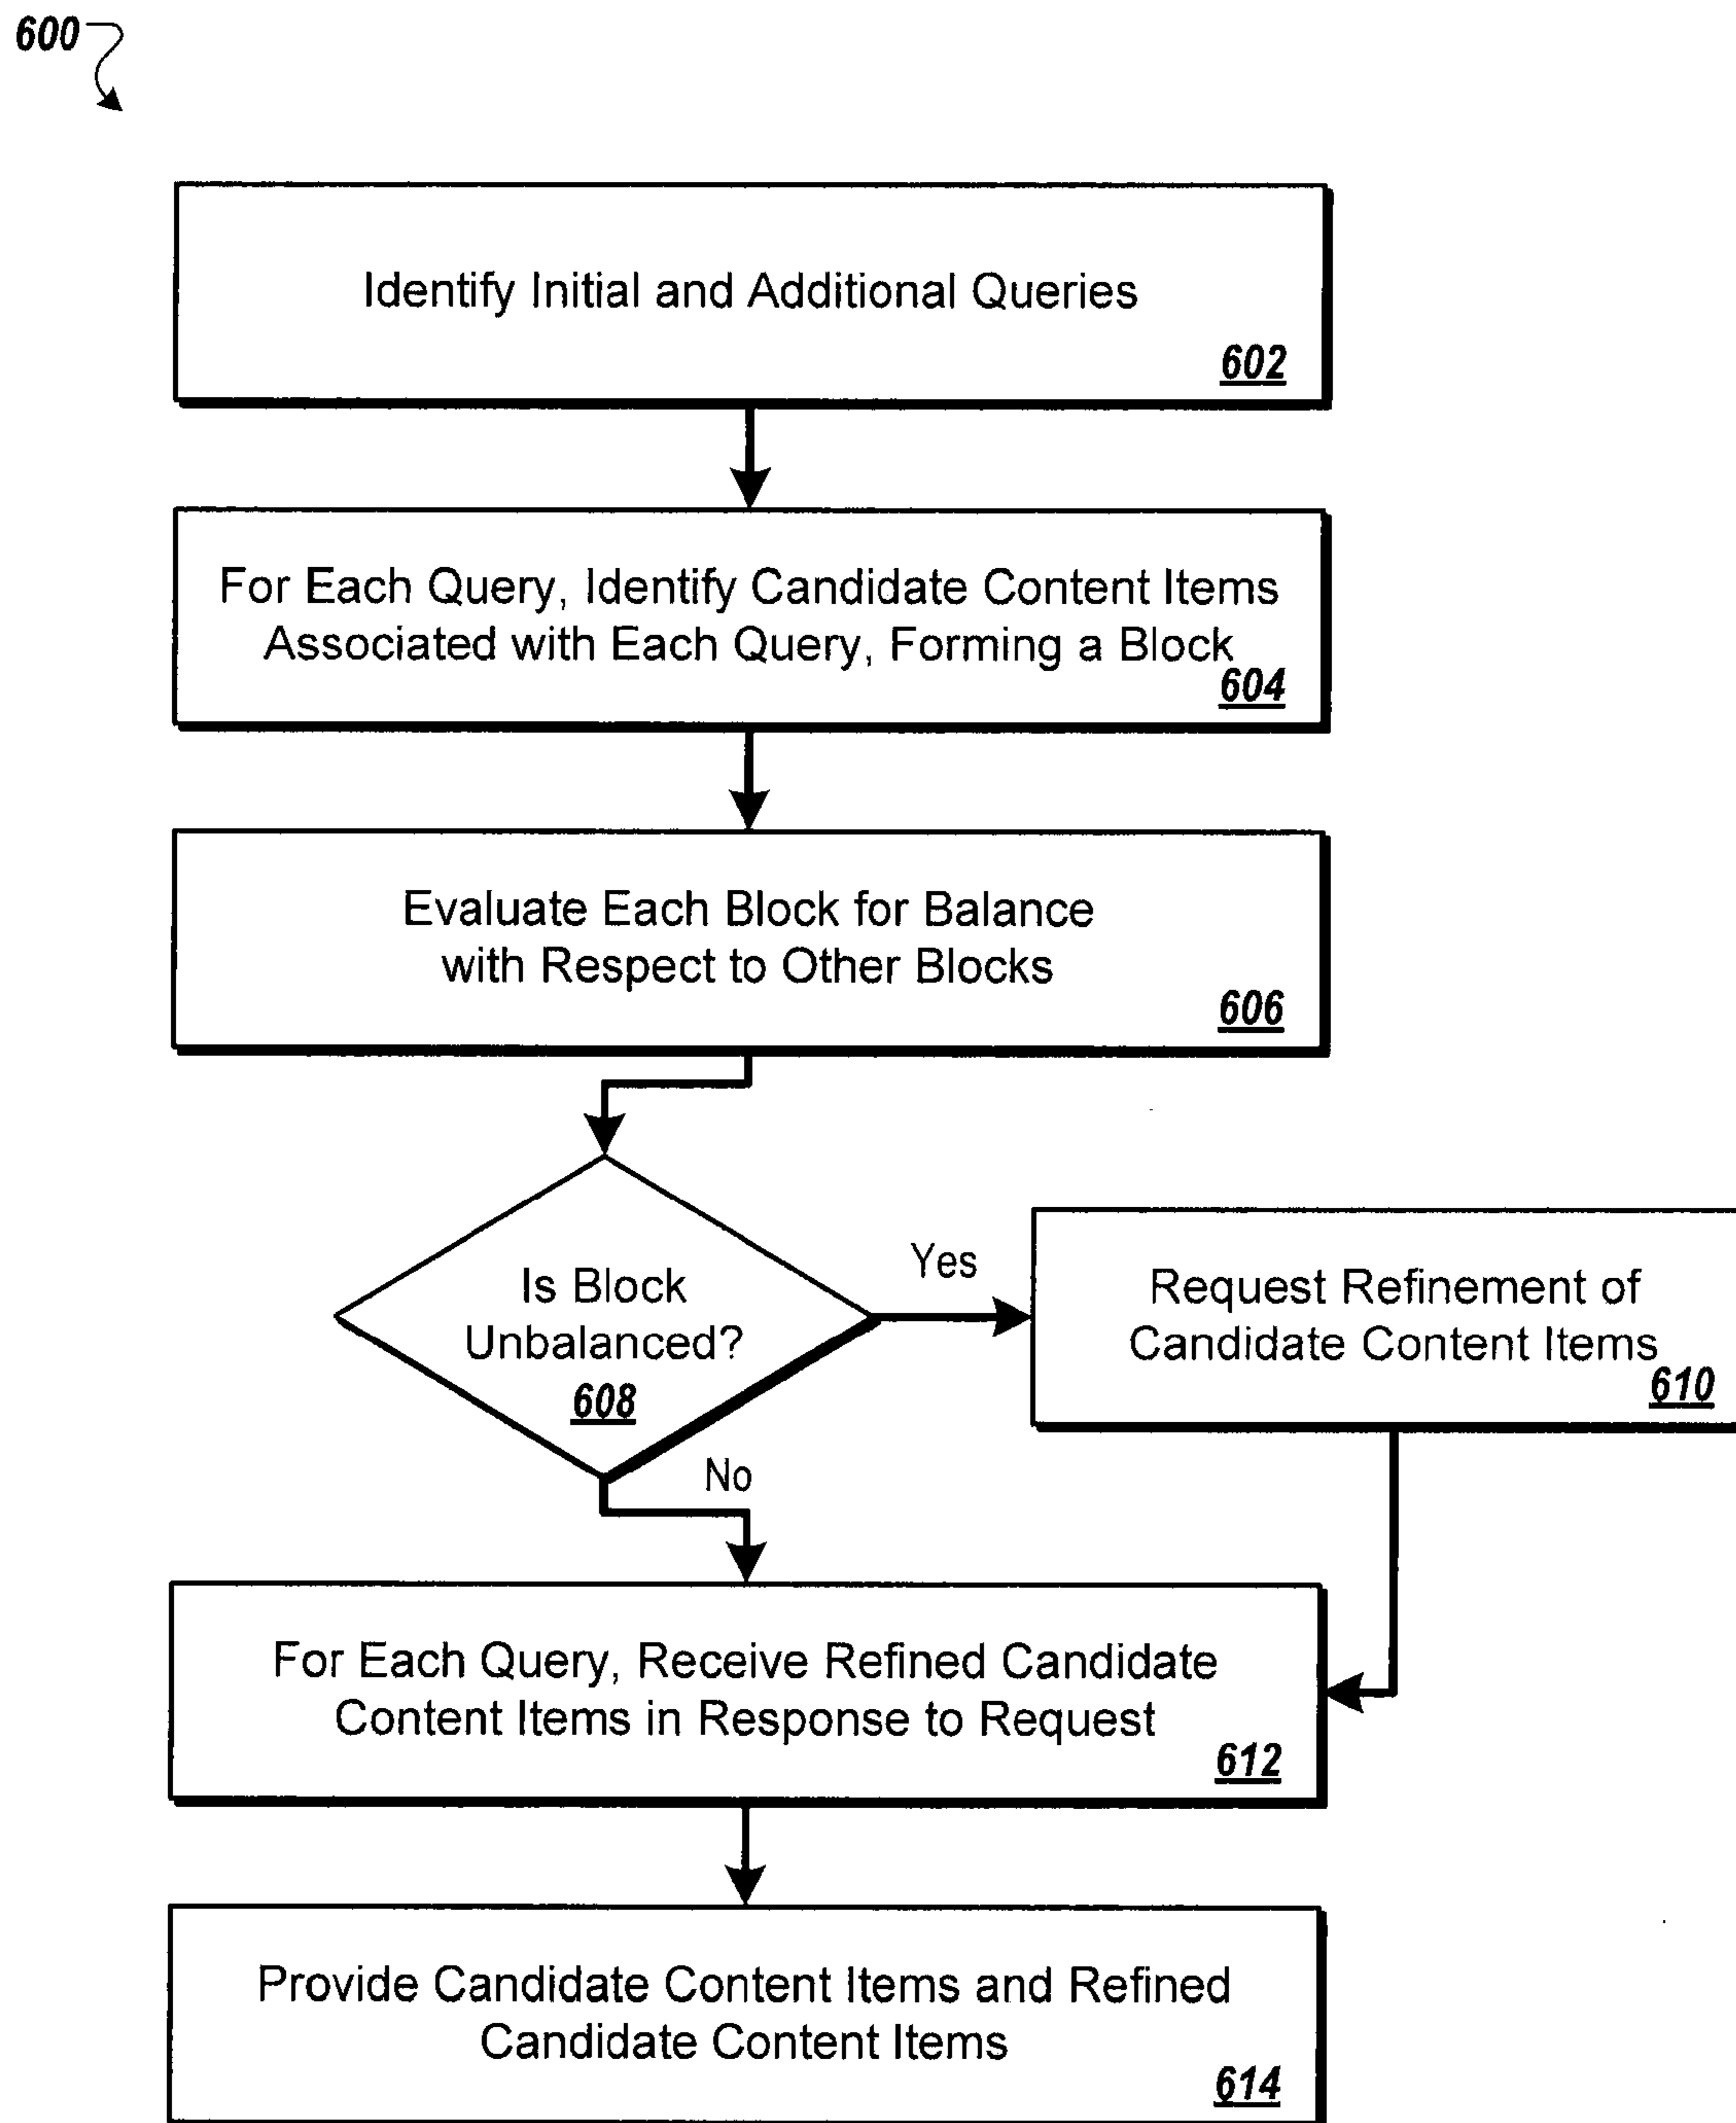 600
Identify Initial and Additional Queries
602
For Each Query, Identify Candidate Content Items
Associated with Each Query, Forming a Block
604
Evaluate Each Block for Balance
with Respect to Other Blocks
606
Is Block
Unbalanced?
608
Yes
Request Refinement of
Candidate Content Items
610
No
For Each Query, Receive Refined Candidate
Content Items in Response to Request
612
Provide Candidate Content Items and Refined
Candidate Content Items
614